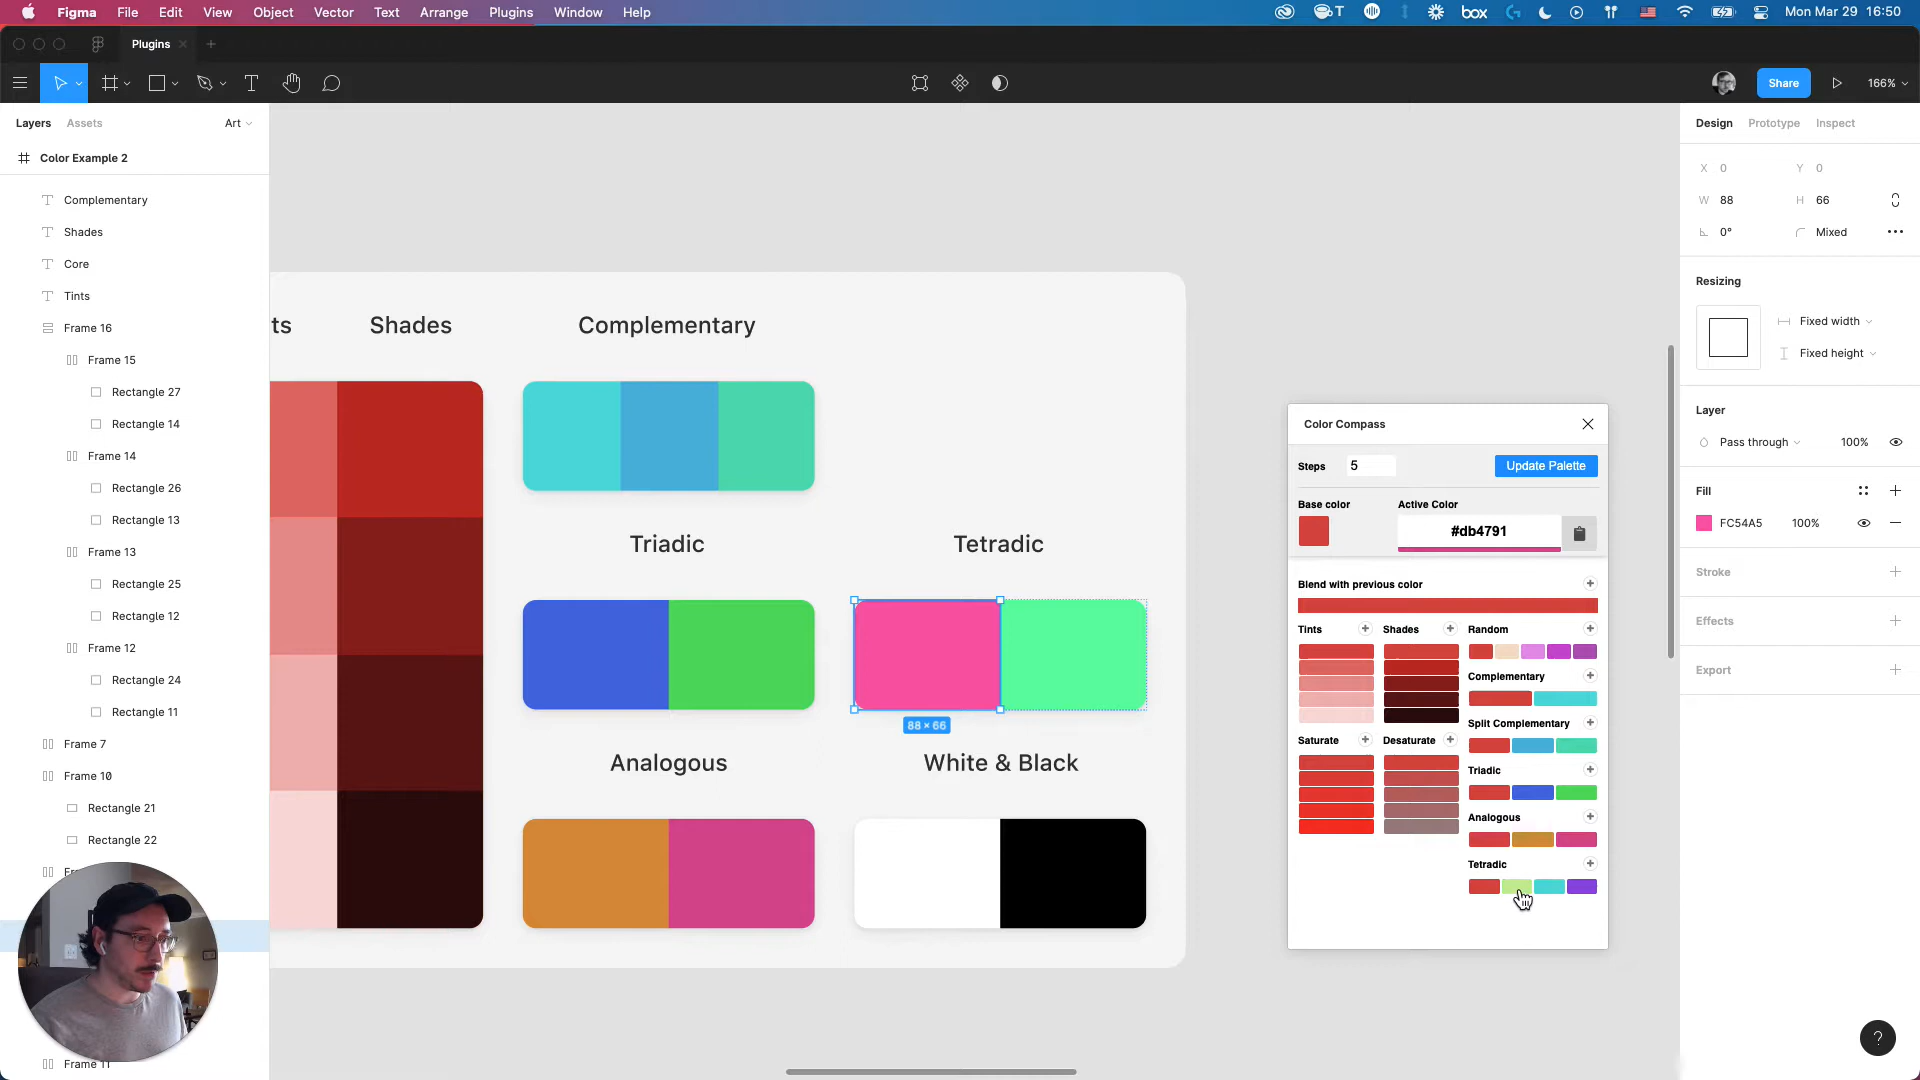 Figma File Edit View Object Vector Text Arrange Plugins Window Help
T box Mon Mar 29 16:50
Plugins
Share 166%
Layers Assets Art
Color Example 2
Complementary
Shades
Core
Tints
Frame 16
Frame 15
Rectangle 27
Rectangle 14
Frame 14
Rectangle 26
Rectangle 13
Frame 13
Rectangle 25
Rectangle 12
Frame 12
Rectangle 24
Rectangle 11
Frame 7
Frame 10
Rectangle 21
Rectangle 22
Frame 11
ts Shades Complementary
Triadic Tetradic
88 × 66
Analogous White & Black
Color Compass
Steps 5 Update Palette
Base color Active Color
#db4791
Blend with previous color
Tints Shades Random
Complementary
Split Complementary
Saturate Desaturate
Triadic
Analogous
Tetradic
Design Prototype Inspect
X 0 Y 0
W 88 H 66
0° Mixed
Resizing
Fixed width
Fixed height
Layer
Pass through 100%
Fill
FC54A5 100%
Stroke
Effects
Export
?